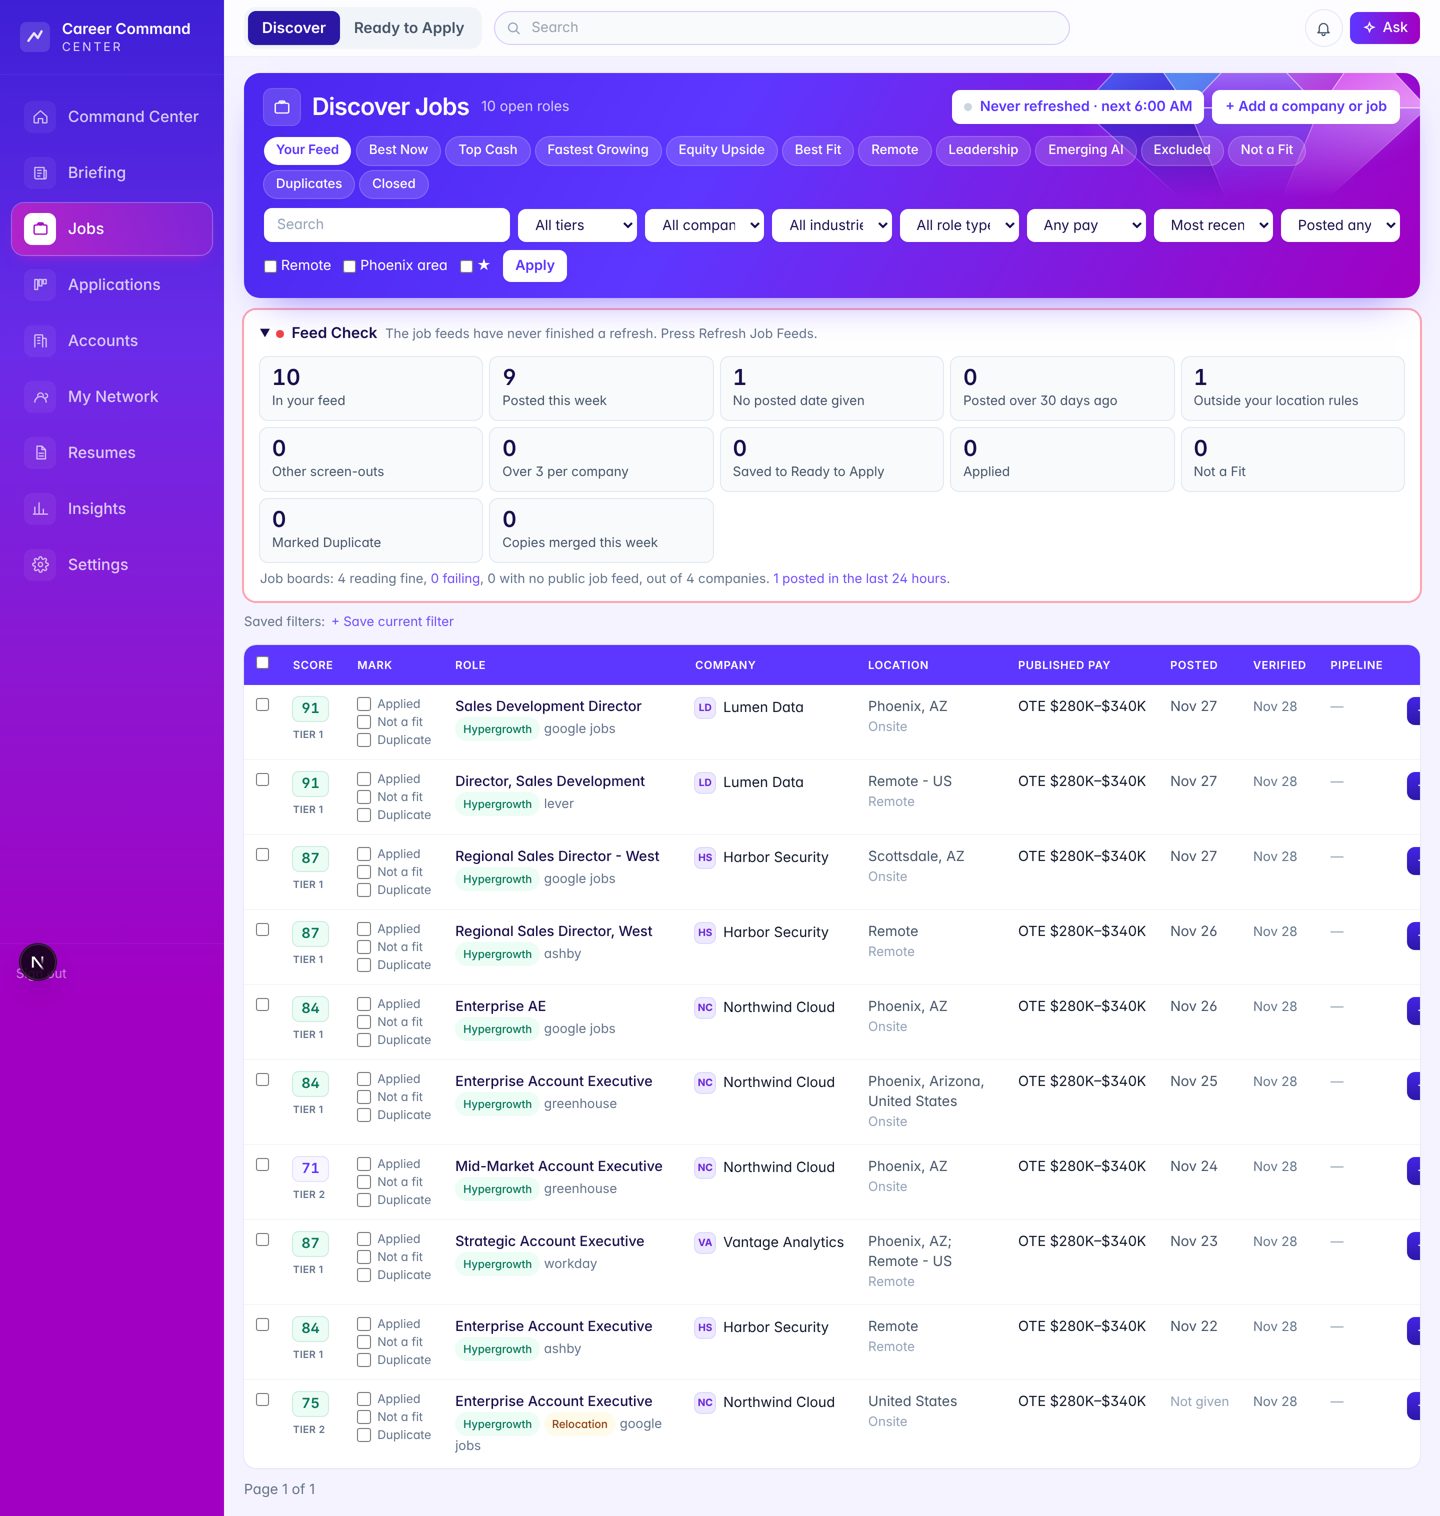 Career Command
CENTER
Command Center
Briefing
Jobs
Applications
Accounts
My Network
Resumes
Insights
Settings
N
Discover Ready to Apply Search Ask
Discover Jobs 10 open roles Never refreshed · next 6:00 AM + Add a company or job
Your Feed Best Now Top Cash Fastest Growing Equity Upside Best Fit Remote Leadership Emerging AI Excluded Not a Fit
Duplicates Closed
Search All tiers All compan All industrie All role type Any pay Most recen Posted any
Remote Phoenix area ★ Apply
Feed Check The job feeds have never finished a refresh. Press Refresh Job Feeds.
10 9 1 0 1
In your feed Posted this week No posted date given Posted over 30 days ago Outside your location rules
0 0 0 0 0
Other screen-outs Over 3 per company Saved to Ready to Apply Applied Not a Fit
0 0
Marked Duplicate Copies merged this week
Job boards: 4 reading fine, 0 failing, 0 with no public job feed, out of 4 companies. 1 posted in the last 24 hours.
Saved filters: + Save current filter
SCORE MARK ROLE COMPANY LOCATION PUBLISHED PAY POSTED VERIFIED PIPELINE
91 Applied Sales Development Director LD Lumen Data Phoenix, AZ OTE $280K–$340K Nov 27 Nov 28 —
Not a fit Hypergrowth google jobs Onsite
TIER 1 Duplicate
91 Applied Director, Sales Development LD Lumen Data Remote - US OTE $280K–$340K Nov 27 Nov 28 —
Not a fit Hypergrowth lever Remote
TIER 1 Duplicate
87 Applied Regional Sales Director - West HS Harbor Security Scottsdale, AZ OTE $280K–$340K Nov 27 Nov 28 —
Not a fit Hypergrowth google jobs Onsite
TIER 1 Duplicate
87 Applied Regional Sales Director, West HS Harbor Security Remote OTE $280K–$340K Nov 26 Nov 28 —
Not a fit Hypergrowth ashby Remote
TIER 1 Duplicate
84 Applied Enterprise AE NC Northwind Cloud Phoenix, AZ OTE $280K–$340K Nov 26 Nov 28 —
Not a fit Hypergrowth google jobs Onsite
TIER 1 Duplicate
84 Applied Enterprise Account Executive NC Northwind Cloud Phoenix, Arizona, OTE $280K–$340K Nov 25 Nov 28 —
Not a fit Hypergrowth greenhouse United States
TIER 1 Duplicate Onsite
71 Applied Mid-Market Account Executive NC Northwind Cloud Phoenix, AZ OTE $280K–$340K Nov 24 Nov 28 —
Not a fit Hypergrowth greenhouse Onsite
TIER 2 Duplicate
87 Applied Strategic Account Executive VA Vantage Analytics Phoenix, AZ; OTE $280K–$340K Nov 23 Nov 28 —
Not a fit Hypergrowth workday Remote - US
TIER 1 Duplicate Remote
84 Applied Enterprise Account Executive HS Harbor Security Remote OTE $280K–$340K Nov 22 Nov 28 —
Not a fit Hypergrowth ashby Remote
TIER 1 Duplicate
75 Applied Enterprise Account Executive NC Northwind Cloud United States OTE $280K–$340K Not given Nov 28 —
Not a fit Hypergrowth Relocation google Onsite
TIER 2 Duplicate jobs
Page 1 of 1